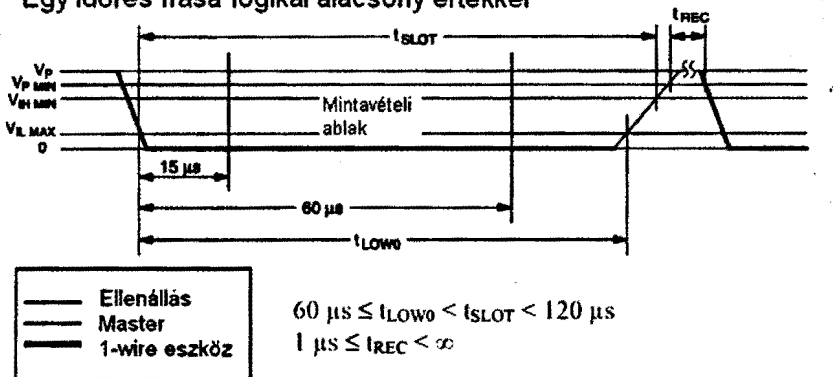 Egy időrés írása logikai alacsony értékkel
tREC
tSLOT
VP
VP MIN
VIH MIN
VIL MAX
0
Mintavételi
ablak
15 µs
60 µs
tLOW0
Ellenállás
Master
1-wire eszköz
60 µs ≤ tLOW0 < tSLOT < 120 µs
1 µs ≤ tREC < ∞